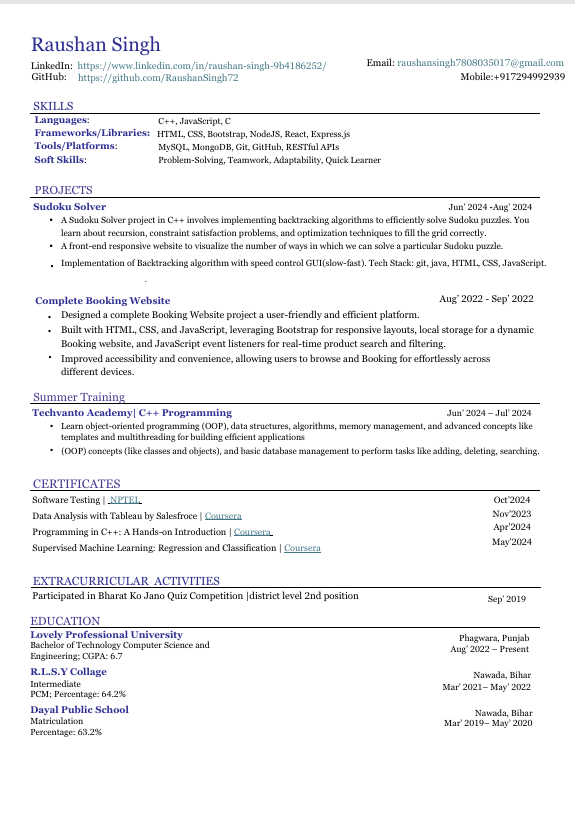 Raushan Singh
LinkedIn: https://www.linkedin.com/in/raushan-singh-9b4186252/
Email: raushansingh7808035017@gmail.com
GitHub: https://github.com/RaushanSingh72
Mobile:+917294992939
SKILLS
Languages: C++, JavaScript, C
Frameworks/Libraries: HTML, CSS, Bootstrap, NodeJS, React, Express.js
Tools/Platforms: MySQL, MongoDB, Git, GitHub, RESTful APIs
Soft Skills: Problem-Solving, Teamwork, Adaptability, Quick Learner
PROJECTS
Sudoku Solver Jun' 2024 -Aug' 2024
• A Sudoku Solver project in C++ involves implementing backtracking algorithms to efficiently solve Sudoku puzzles. You
learn about recursion, constraint satisfaction problems, and optimization techniques to fill the grid correctly.
• A front-end responsive website to visualize the number of ways in which we can solve a particular Sudoku puzzle.
• Implementation of Backtracking algorithm with speed control GUI(slow-fast). Tech Stack: git, java, HTML, CSS, JavaScript.
.
Complete Booking Website Aug' 2022 - Sep' 2022
• Designed a complete Booking Website project a user-friendly and efficient platform.
• Built with HTML, CSS, and JavaScript, leveraging Bootstrap for responsive layouts, local storage for a dynamic
Booking website, and JavaScript event listeners for real-time product search and filtering.
• Improved accessibility and convenience, allowing users to browse and Booking for effortlessly across
different devices.
Summer Training
Techvanto Academy| C++ Programming Jun' 2024 – Jul' 2024
• Learn object-oriented programming (OOP), data structures, algorithms, memory management, and advanced concepts like
templates and multithreading for building efficient applications
• (OOP) concepts (like classes and objects), and basic database management to perform tasks like adding, deleting, searching.
CERTIFICATES
Software Testing | NPTEL Oct'2024
Data Analysis with Tableau by Salesfroce | Coursera Nov'2023
Programming in C++: A Hands-on Introduction | Coursera Apr'2024
Supervised Machine Learning: Regression and Classification | Coursera May'2024
EXTRACURRICULAR ACTIVITIES
Participated in Bharat Ko Jano Quiz Competition |district level 2nd position Sep' 2019
EDUCATION
Lovely Professional University Phagwara, Punjab
Bachelor of Technology Computer Science and Aug' 2022 – Present
Engineering; CGPA: 6.7
R.L.S.Y Collage Nawada, Bihar
Intermediate Mar' 2021– May' 2022
PCM; Percentage: 64.2%
Dayal Public School Nawada, Bihar
Matriculation Mar' 2019– May' 2020
Percentage: 63.2%